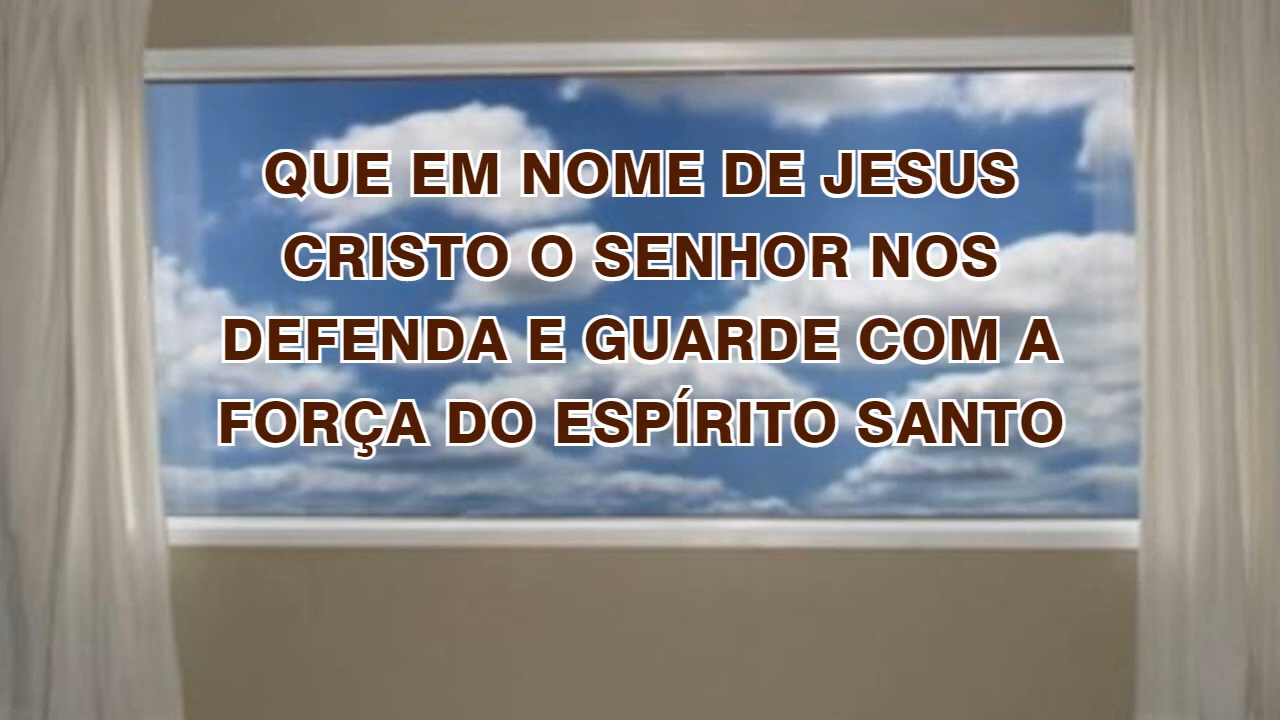 QUE EM NOME DE JESUS
CRISTO O SENHOR NOS
DEFENDA E GUARDE COM A
FORÇA DO ESPÍRITO SANTO